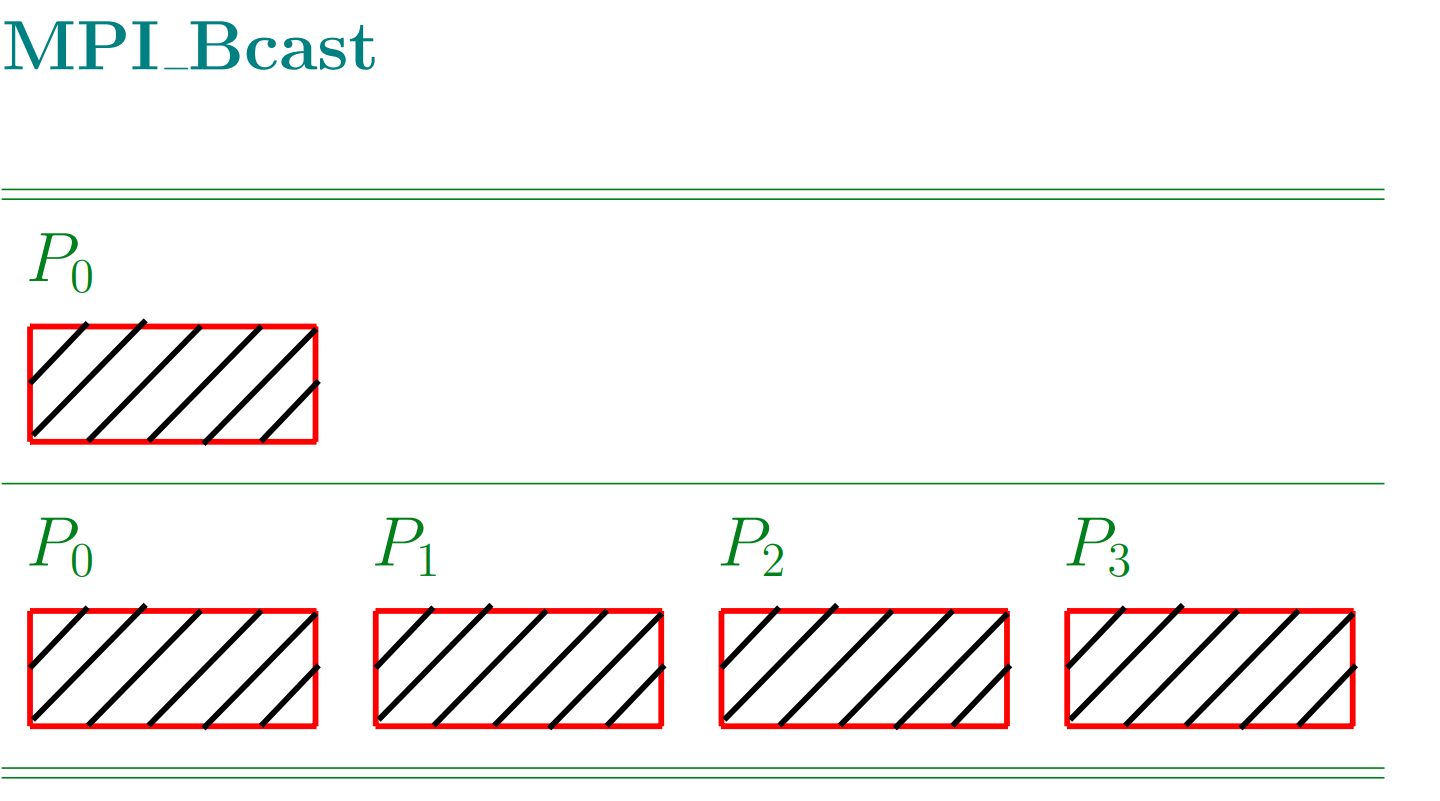 MPI_Bcast
P₀
P₀ P₁ P₂ P₃